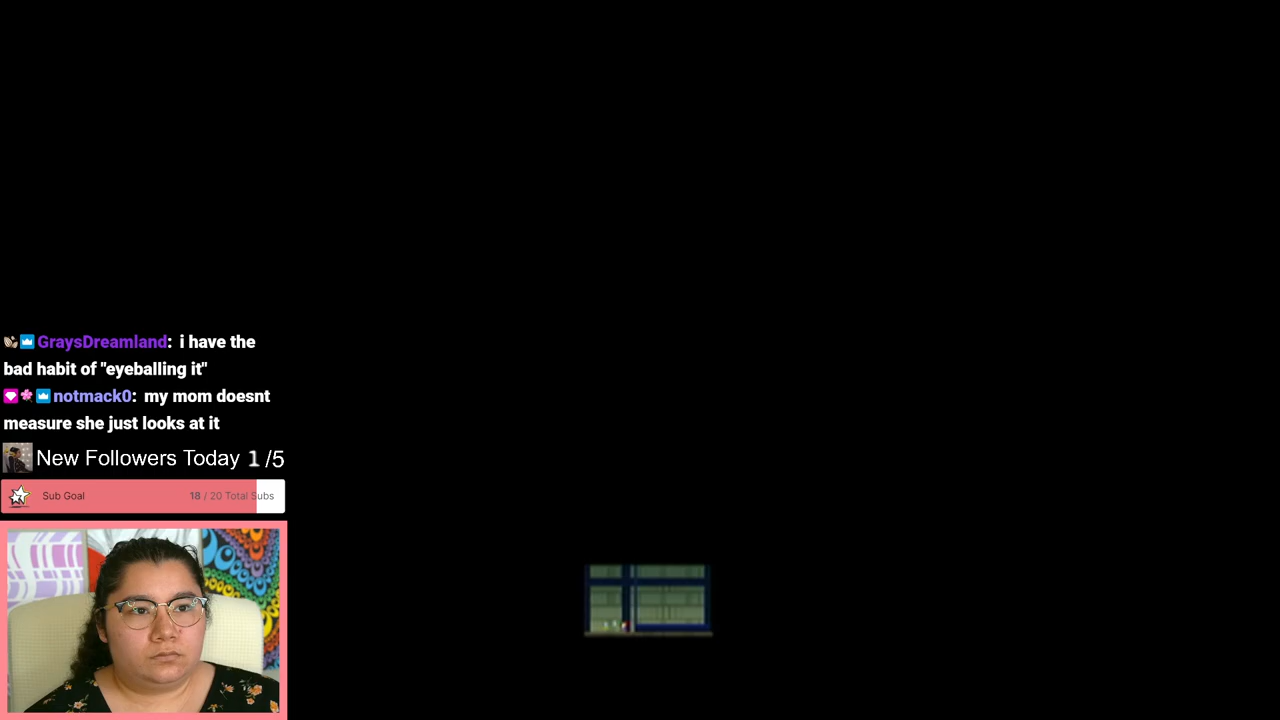 GraysDreamland: i have the
bad habit of "eyeballing it"
notmack0: my mom doesnt
measure she just looks at it
New Followers Today 1 /5
Sub Goal 18 / 20 Total Subs